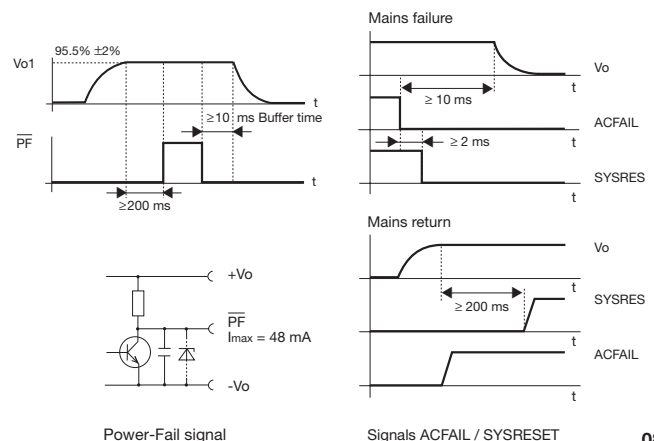 95.5% ±2%
Vo1
t
≥10 ms Buffer time
PF
t
≥200 ms
+Vo
PF
Imax = 48 mA
-Vo
Power-Fail signal
Mains failure
Vo
t
≥ 10 ms
ACFAIL
t
≥ 2 ms
SYSRES
t
Mains return
Vo
t
SYSRES
≥ 200 ms
t
ACFAIL
t
Signals ACFAIL / SYSRESET